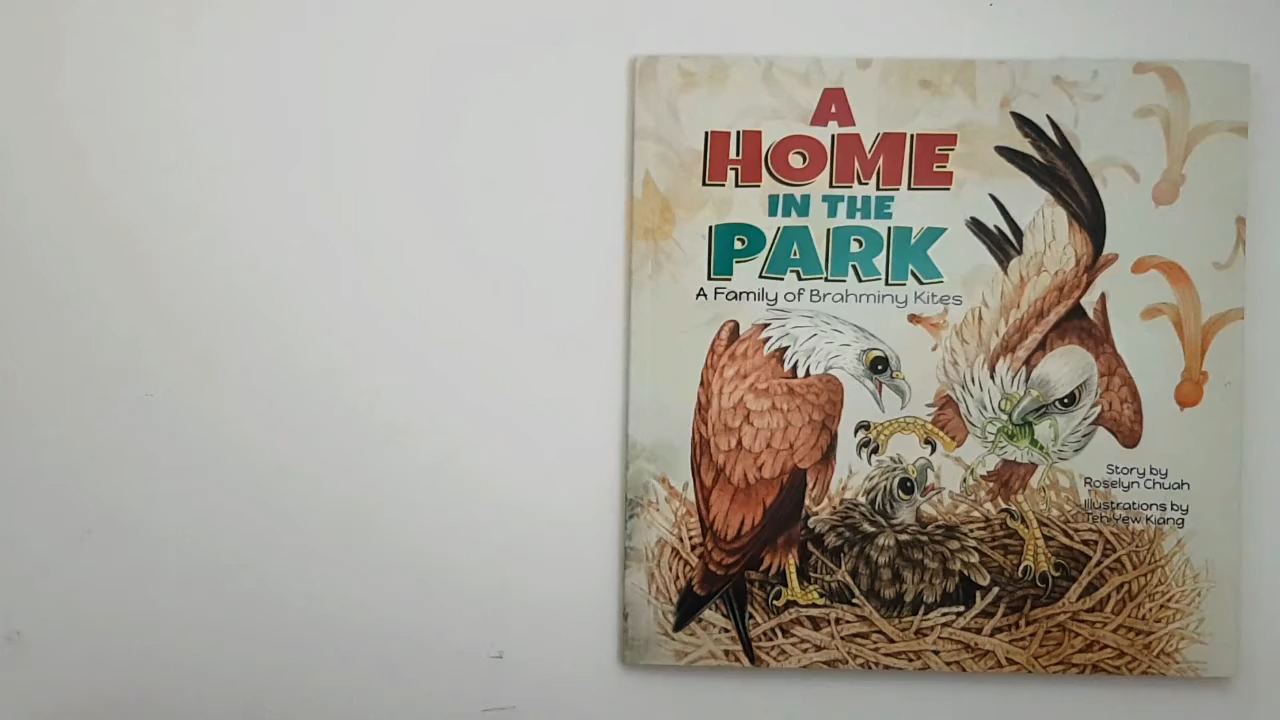 A
HOME
IN THE
PARK
A Family of Brahminy Kites
Story by
Roselyn Chuah
Illustrations by
Teh Yew Kiang